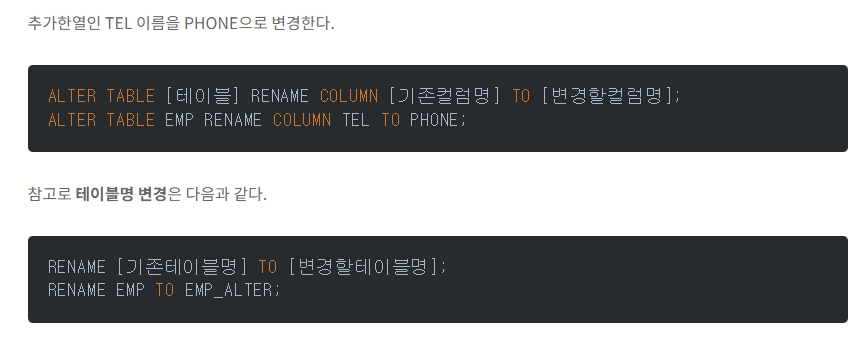 추가한열인 TEL 이름을 PHONE으로 변경한다.
ALTER TABLE [테이블] RENAME COLUMN [기존컬럼명] TO [변경할컬럼명];
ALTER TABLE EMP RENAME COLUMN TEL TO PHONE;
참고로 테이블명 변경은 다음과 같다.
RENAME [기존테이블명] TO [변경할테이블명];
RENAME EMP TO EMP_ALTER;